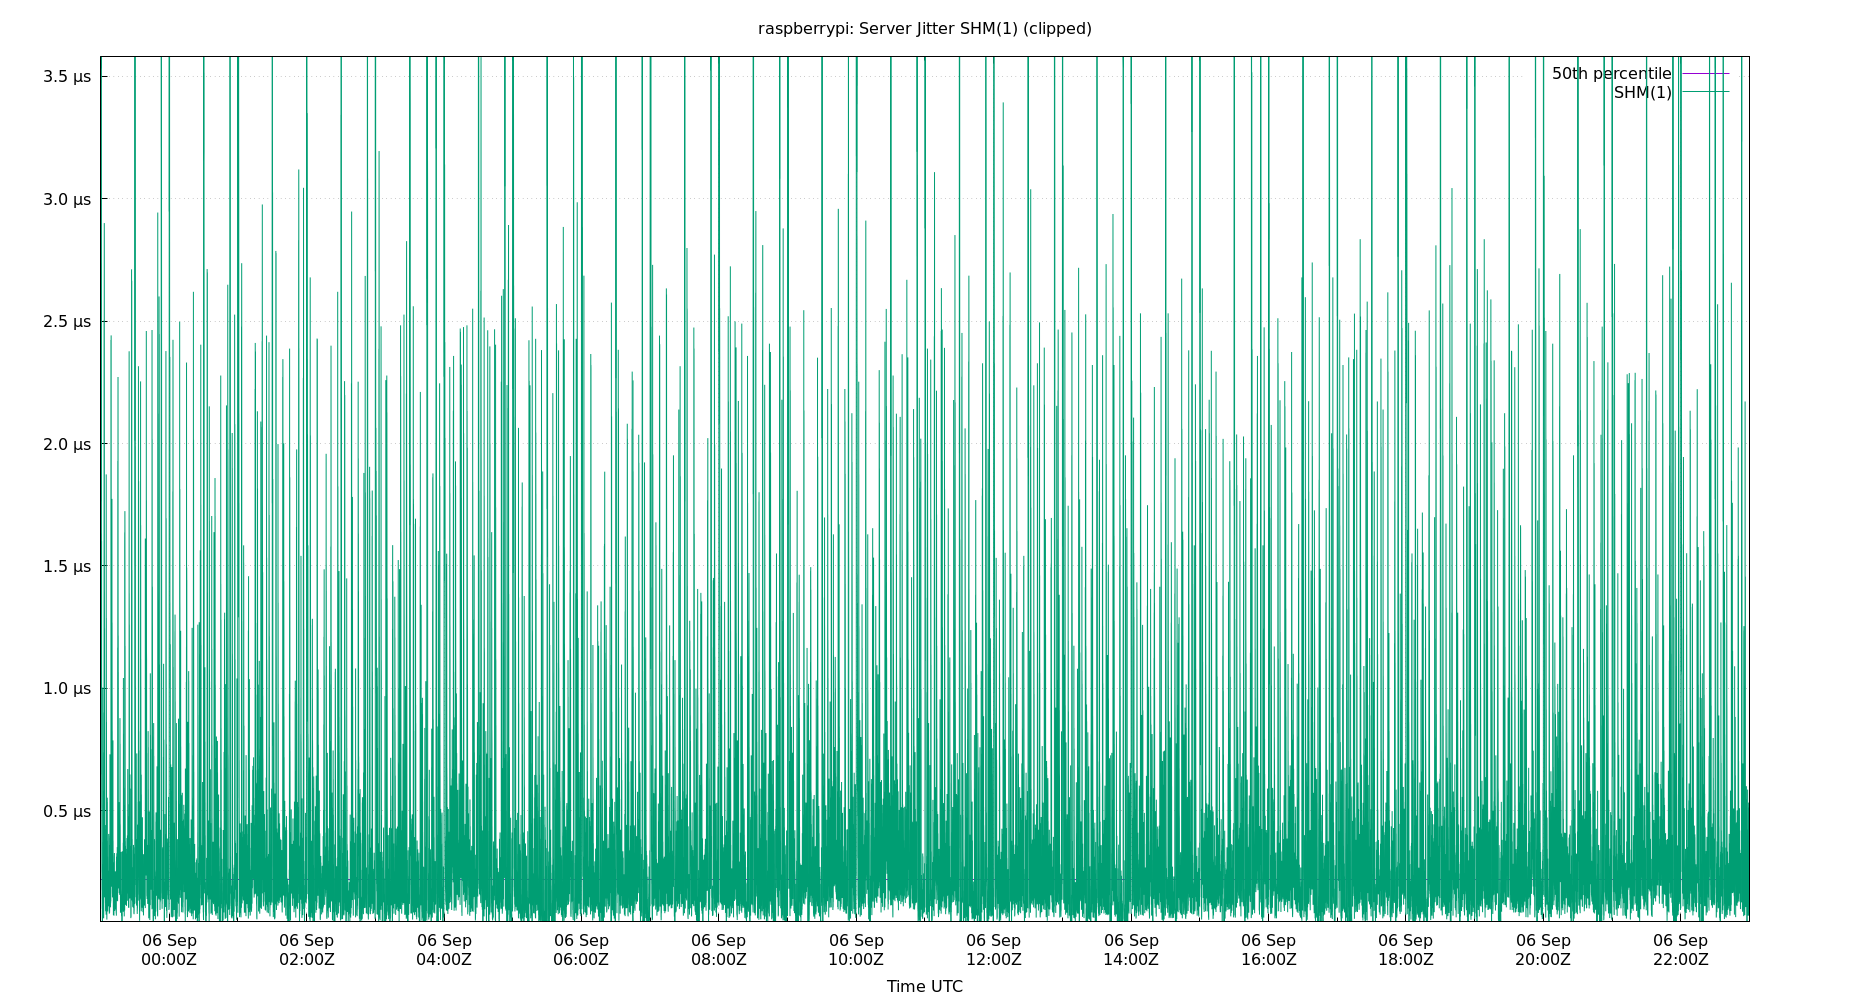 raspberrypi: Server Jitter SHM(1) (clipped)
50th percentile
SHM(1)
3.5 µs
3.0 µs
2.5 µs
2.0 µs
1.5 µs
1.0 µs
0.5 µs
06 Sep 06 Sep 06 Sep 06 Sep 06 Sep 06 Sep 06 Sep 06 Sep 06 Sep 06 Sep 06 Sep 06 Sep
00:00Z 02:00Z 04:00Z 06:00Z 08:00Z 10:00Z 12:00Z 14:00Z 16:00Z 18:00Z 20:00Z 22:00Z
Time UTC